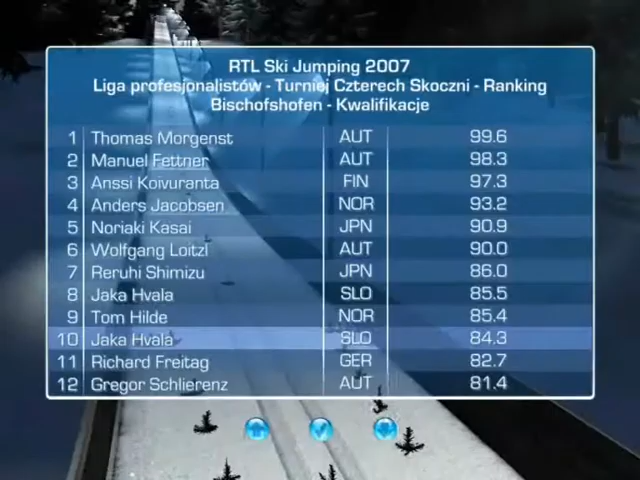 RTL Ski Jumping 2007
Liga profesjonalistów - Turniej Czterech Skoczni - Ranking
Bischofshofen - Kwalifikacje
1 Thomas Morgenst AUT 99.6
2 Manuel Fettner AUT 98.3
3 Anssi Koivuranta FIN 97.3
4 Anders Jacobsen NOR 93.2
5 Noriaki Kasai JPN 90.9
6 Wolfgang Loitzl AUT 90.0
7 Reruhi Shimizu JPN 86.0
8 Jaka Hvala SLO 85.5
9 Tom Hilde NOR 85.4
10 Jaka Hvala SLO 84.3
11 Richard Freitag GER 82.7
12 Gregor Schlierenz AUT 81.4